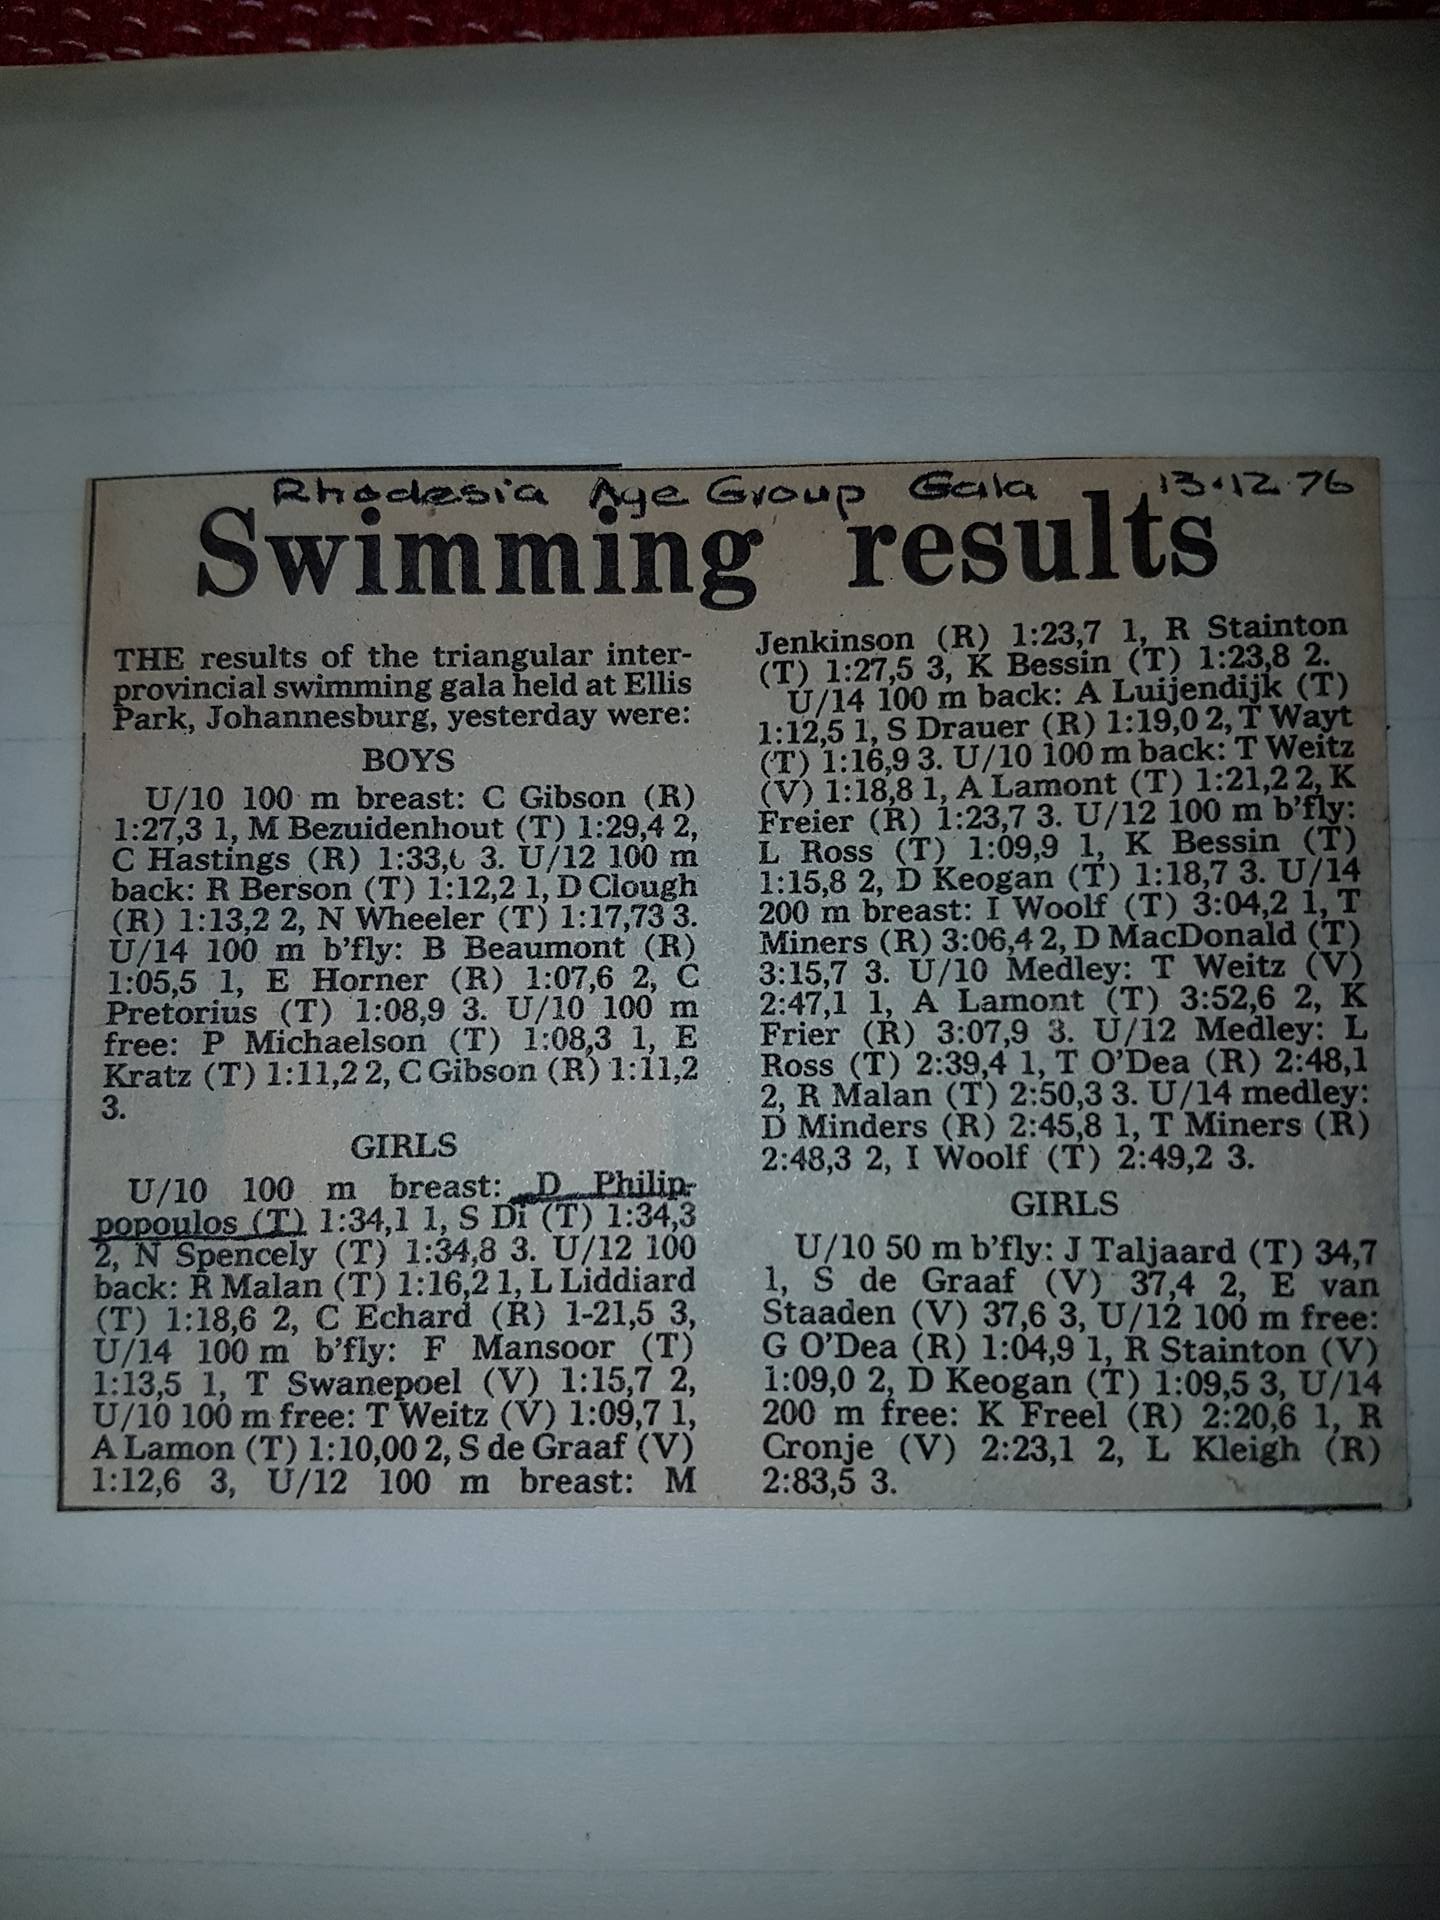 Rhodesia Age Group Gala 13.12.76
Swimming results
THE results of the triangular inter-
provincial swimming gala held at Ellis
Park, Johannesburg, yesterday were:
BOYS
U/10 100 m breast: C Gibson (R)
1:27,3 1, M Bezuidenhout (T) 1:29,4 2,
C Hastings (R) 1:33,6 3. U/12 100 m
back: R Berson (T) 1:12,2 1, D Clough
(R) 1:13,2 2, N Wheeler (T) 1:17,73 3.
U/14 100 m b'fly: B Beaumont (R)
1:05,5 1, E Horner (R) 1:07,6 2, C
Pretorius (T) 1:08,9 3. U/10 100 m
free: P Michaelson (T) 1:08,3 1, E
Kratz (T) 1:11,2 2, C Gibson (R) 1:11,2
3.
GIRLS
U/10 100 m breast: D Philip-
popoulos (T) 1:34,1 1, S Di (T) 1:34,3
2, N Spencely (T) 1:34,8 3. U/12 100
back: R Malan (T) 1:16,2 1, L Liddiard
(T) 1:18,6 2, C Echard (R) 1-21,5 3,
U/14 100 m b'fly: F Mansoor (T)
1:13,5 1, T Swanepoel (V) 1:15,7 2,
U/10 100 m free: T Weitz (V) 1:09,7 1,
A Lamon (T) 1:10,00 2, S de Graaf (V)
1:12,6 3, U/12 100 m breast: M
Jenkinson (R) 1:23,7 1, R Stainton
(T) 1:27,5 3, K Bessin (T) 1:23,8 2.
U/14 100 m back: A Luijendijk (T)
1:12,5 1, S Drauer (R) 1:19,0 2, T Wayt
(T) 1:16,9 3. U/10 100 m back: T Weitz
(V) 1:18,8 1, A Lamont (T) 1:21,2 2, K
Freier (R) 1:23,7 3. U/12 100 m b'fly:
L Ross (T) 1:09,9 1, K Bessin (T)
1:15,8 2, D Keogan (T) 1:18,7 3. U/14
200 m breast: I Woolf (T) 3:04,2 1, T
Miners (R) 3:06,4 2, D MacDonald (T)
3:15,7 3. U/10 Medley: T Weitz (V)
2:47,1 1, A Lamont (T) 3:52,6 2, K
Frier (R) 3:07,9 3. U/12 Medley: L
Ross (T) 2:39,4 1, T O'Dea (R) 2:48,1
2, R Malan (T) 2:50,3 3. U/14 medley:
D Minders (R) 2:45,8 1, T Miners (R)
2:48,3 2, I Woolf (T) 2:49,2 3.
GIRLS
U/10 50 m b'fly: J Taljaard (T) 34,7
1, S de Graaf (V) 37,4 2, E van
Staaden (V) 37,6 3, U/12 100 m free:
G O'Dea (R) 1:04,9 1, R Stainton (V)
1:09,0 2, D Keogan (T) 1:09,5 3, U/14
200 m free: K Freel (R) 2:20,6 1, R
Cronje (V) 2:23,1 2, L Kleigh (R)
2:83,5 3.